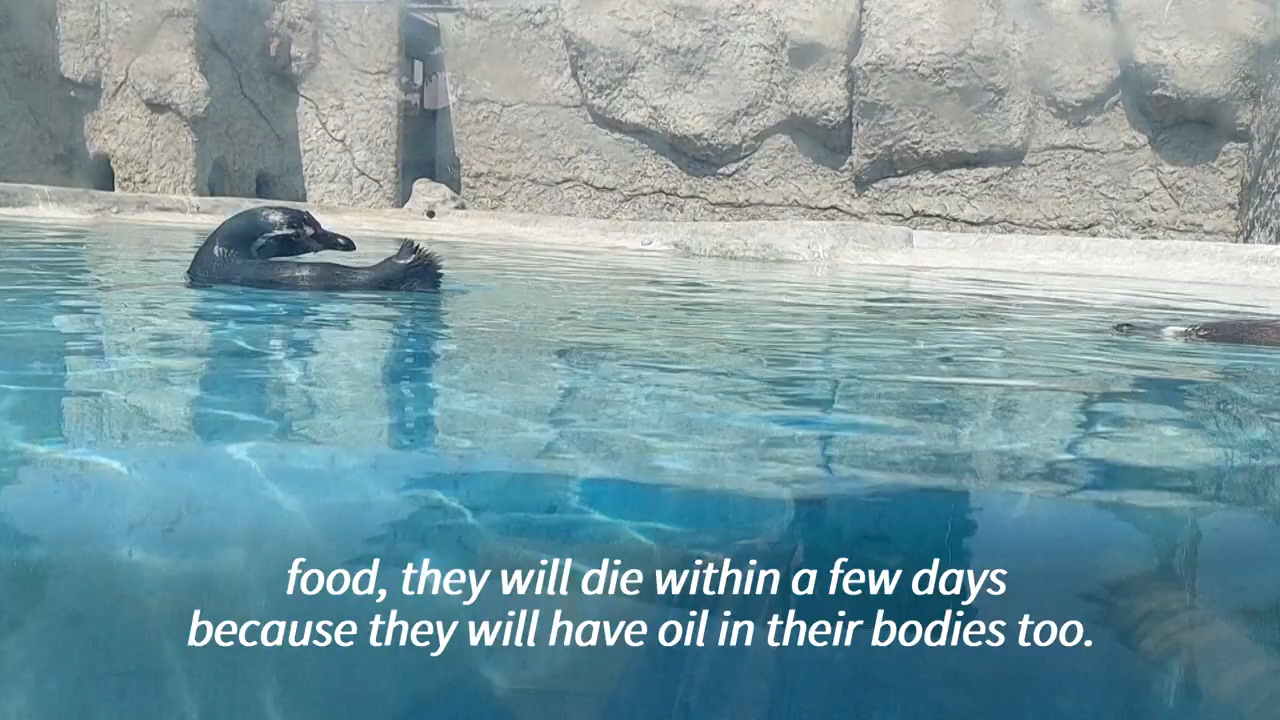 food, they will die within a few days
because they will have oil in their bodies too.